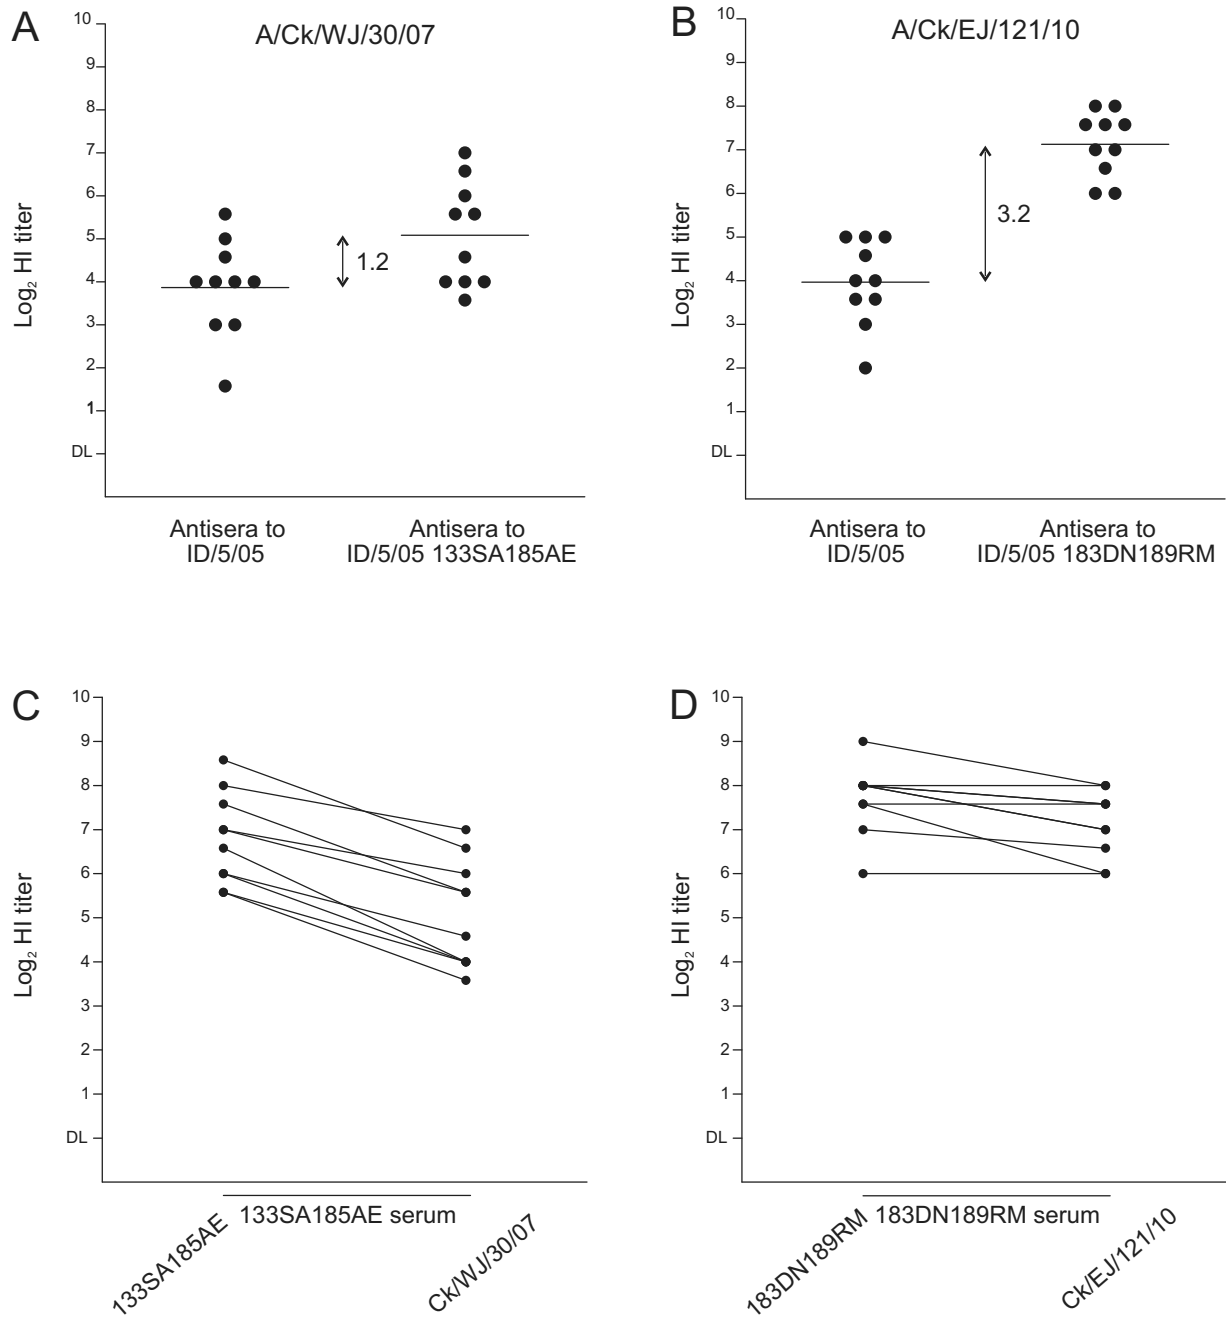 A
A/Ck/WJ/30/07
10
9
8
7
6
5
4
3
2
1
DL
Log2 HI titer
1.2
Antisera to
ID/5/05
Antisera to
ID/5/05 133SA185AE
B
A/Ck/EJ/121/10
10
9
8
7
6
5
4
3
2
1
DL
Log2 HI titer
3.2
Antisera to
ID/5/05
Antisera to
ID/5/05 183DN189RM
C
10
9
8
7
6
5
4
3
2
1
DL
Log2 HI titer
133SA185AE serum
133SA185AE
Ck/WJ/30/07
D
10
9
8
7
6
5
4
3
2
1
DL
Log2 HI titer
183DN189RM serum
183DN189RM
Ck/EJ/121/10